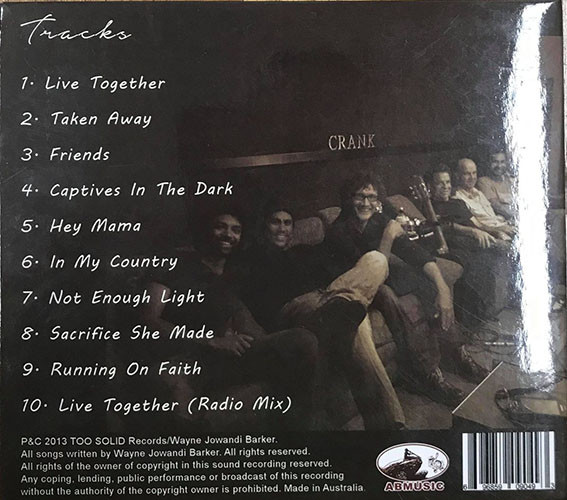 Tracks
1. Live Together
2. Taken Away
3. Friends
4. Captives In The Dark
5. Hey Mama
6. In My Country
7. Not Enough Light
8. Sacrifice She Made
9. Running On Faith
10. Live Together (Radio Mix)
CRANK
P&C 2013 TOO SOLID Records/Wayne Jowandi Barker.
All songs written by Wayne Jowandi Barker. All rights reserved.
All rights of the owner of copyright in this sound recording reserved.
Any coping, lending, public performance or broadcast of this recording
without the authority of the copyright owner is prohibited. Made in Australia.
ABMUSIC